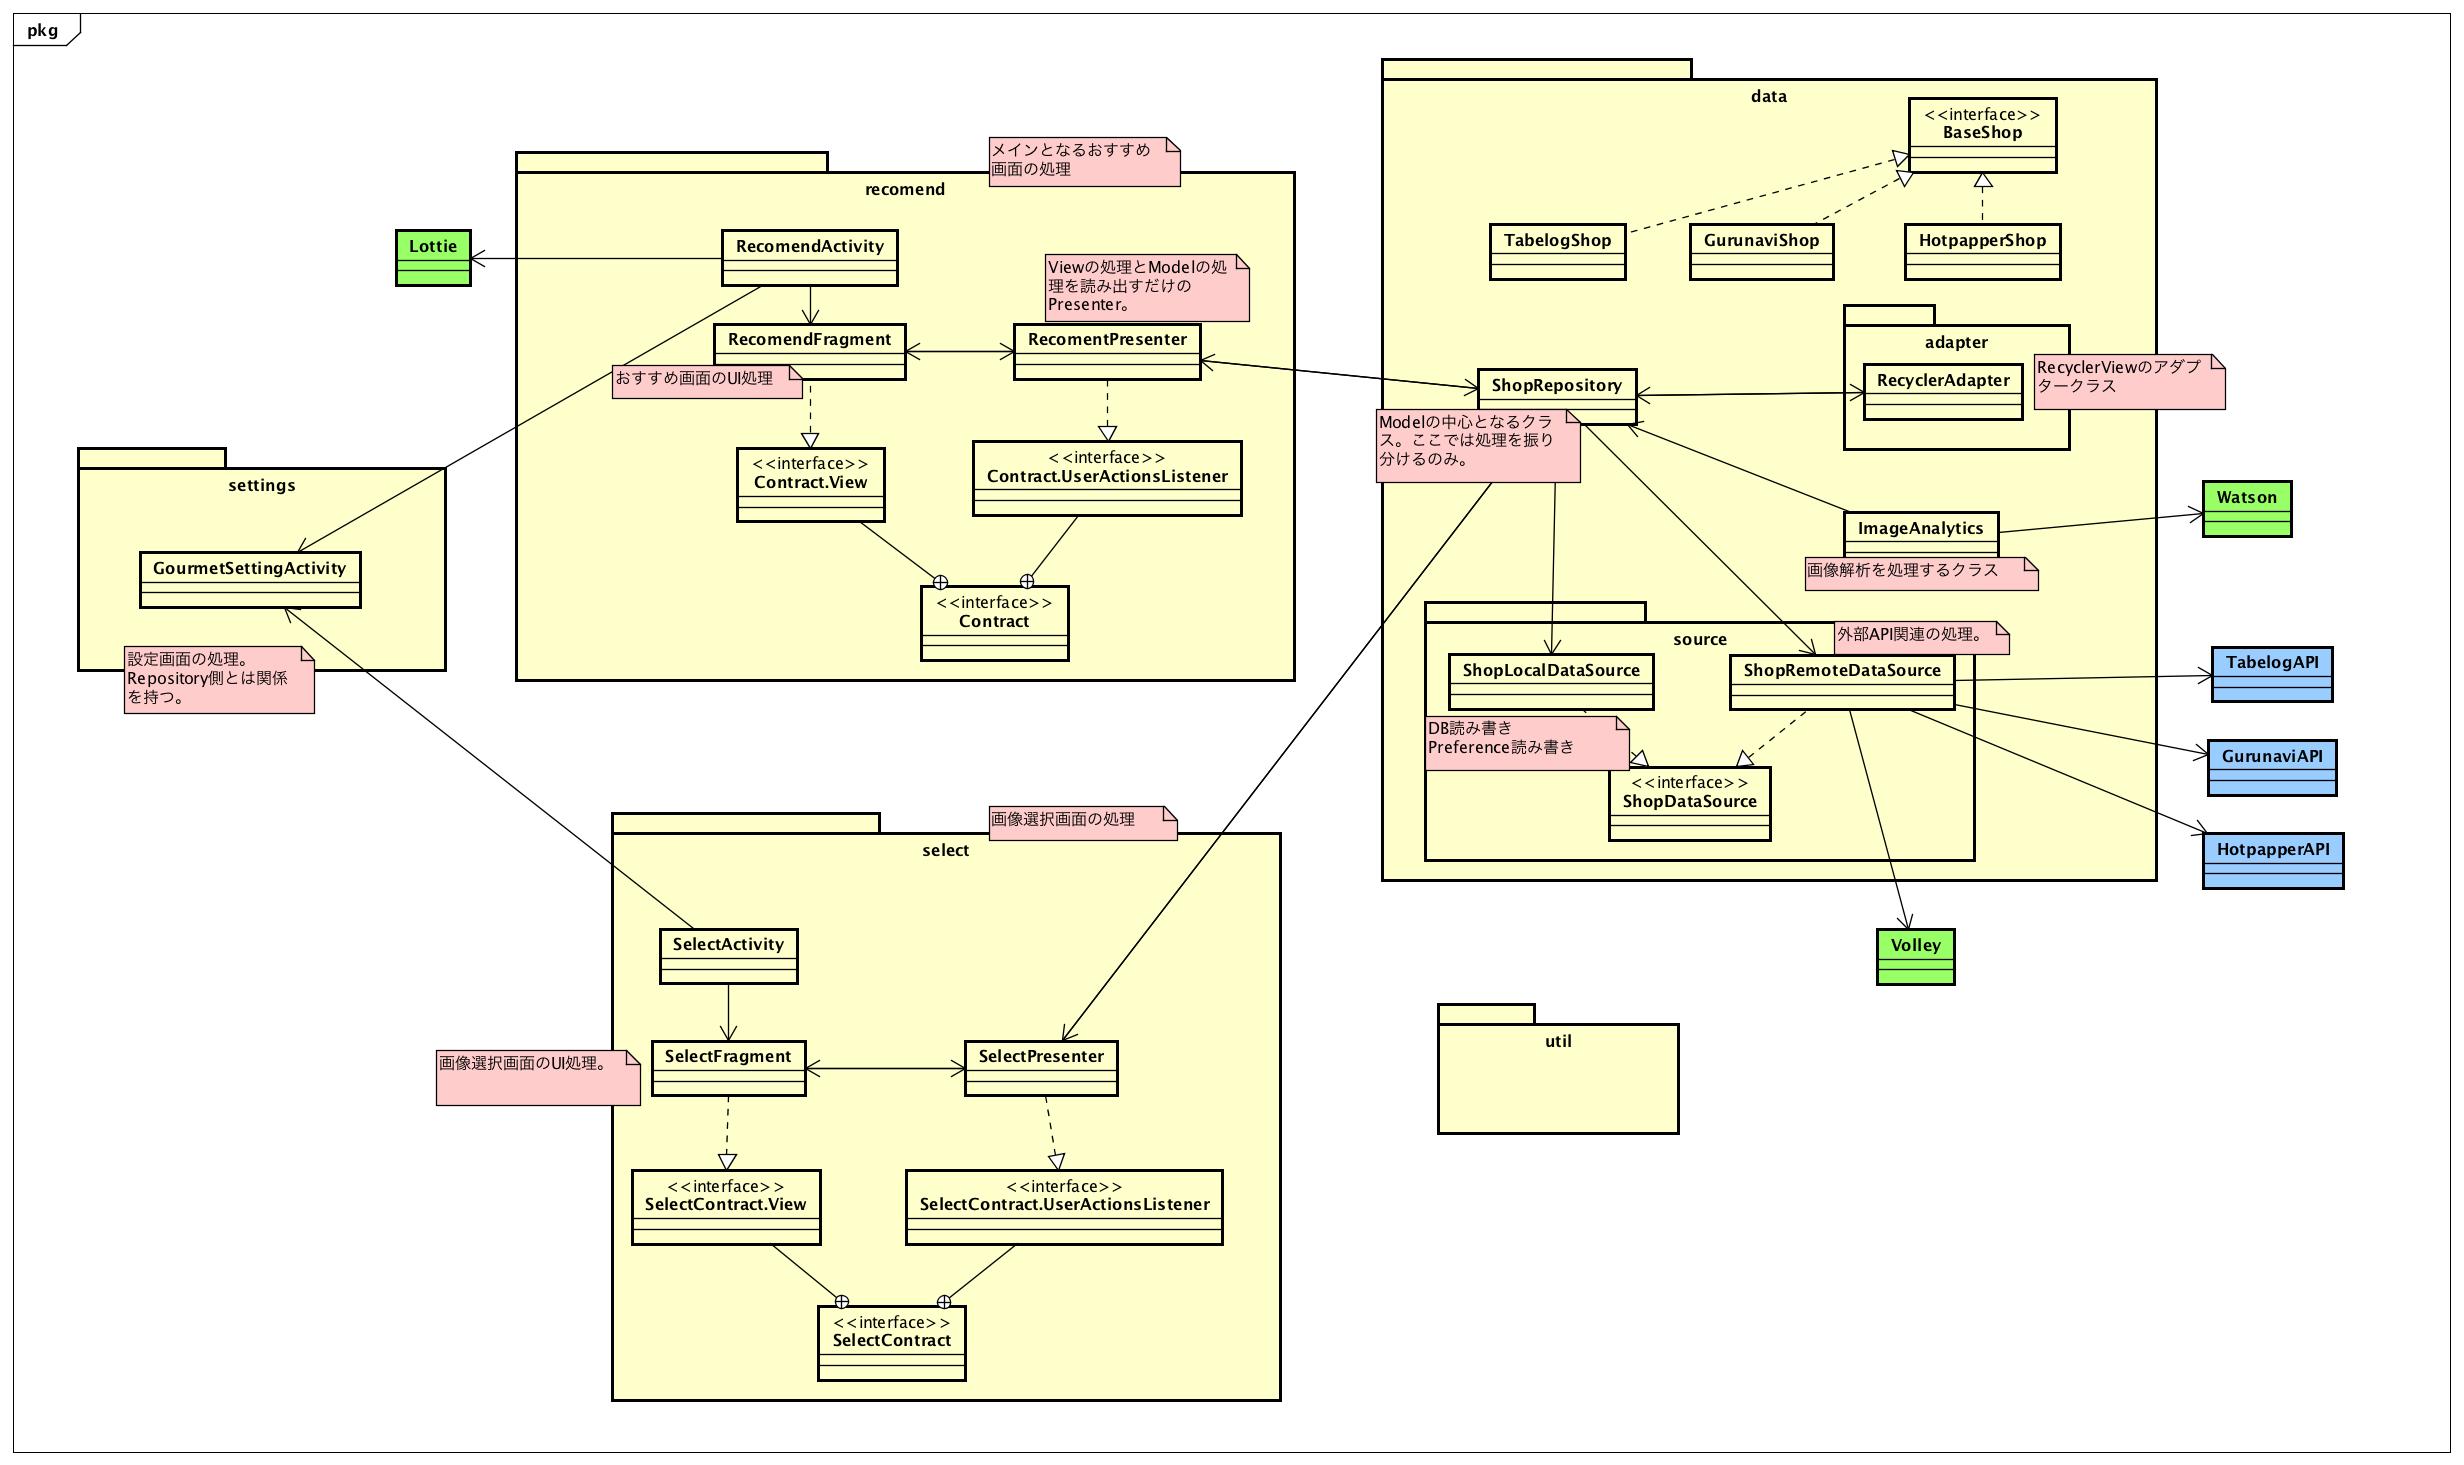 pkg
data
<<interface>>
BaseShop
TabelogShop
GurunaviShop
HotpapperShop
adapter
RecyclerAdapter
RecyclerViewのアダプ
タークラス
ShopRepository
Modelの中心となるクラ
ス。ここでは処理を振り
分けるのみ。
ImageAnalytics
画像解析を処理するクラス
Watson
source
外部API関連の処理。
ShopLocalDataSource
ShopRemoteDataSource
DB読み書き
Preference読み書き
<<interface>>
ShopDataSource
TabelogAPI
GurunaviAPI
HotpapperAPI
Volley
util
メインとなるおすすめ
画面の処理
recomend
Lottie
RecomendActivity
Viewの処理とModelの処
理を読み出すだけの
Presenter。
RecomendFragment
RecomentPresenter
おすすめ画面のUI処理
<<interface>>
Contract.View
<<interface>>
Contract.UserActionsListener
<<interface>>
Contract
settings
GourmetSettingActivity
設定画面の処理。
Repository側とは関係
を持つ。
画像選択画面の処理
select
SelectActivity
画像選択画面のUI処理。
SelectFragment
SelectPresenter
<<interface>>
SelectContract.View
<<interface>>
SelectContract.UserActionsListener
<<interface>>
SelectContract